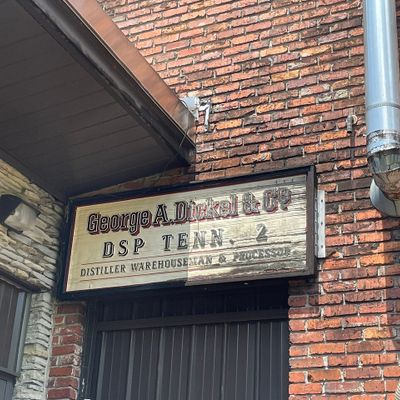 George A. Dickel & Co
DSP TENN. 2
DISTILLER WAREHOUSEMAN & PROCESSOR